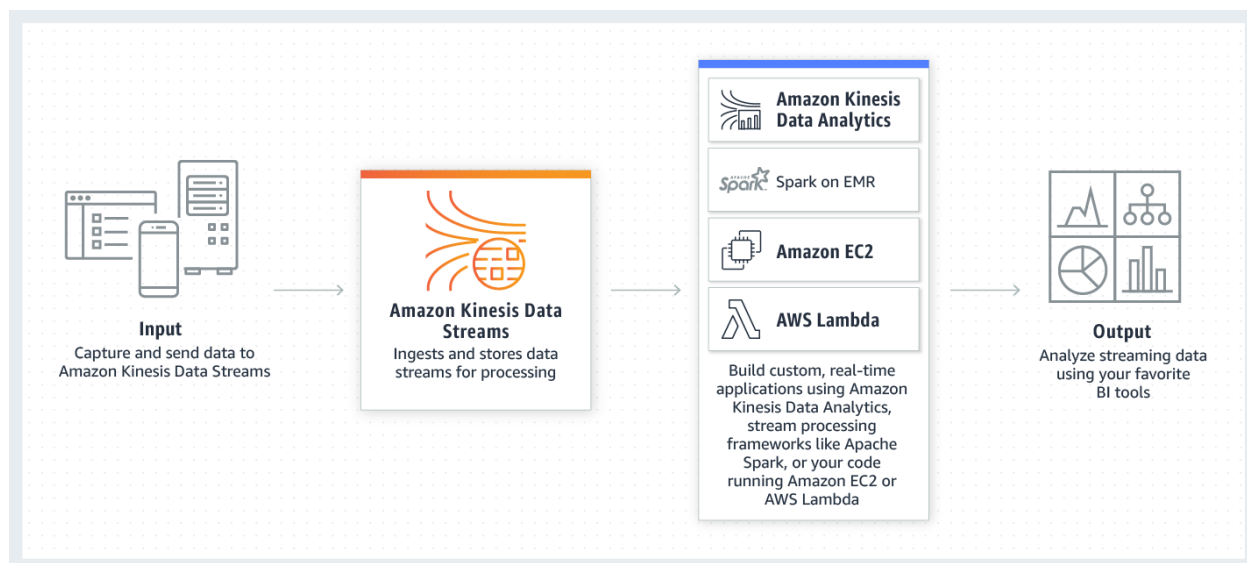 Input
Capture and send data to
Amazon Kinesis Data Streams
Amazon Kinesis Data
Streams
Ingests and stores data
streams for processing
Amazon Kinesis
Data Analytics
APACHE
Spark
Spark on EMR
Amazon EC2
AWS Lambda
Build custom, real-time
applications using Amazon
Kinesis Data Analytics,
stream processing
frameworks like Apache
Spark, or your code
running Amazon EC2 or
AWS Lambda
Output
Analyze streaming data
using your favorite
BI tools